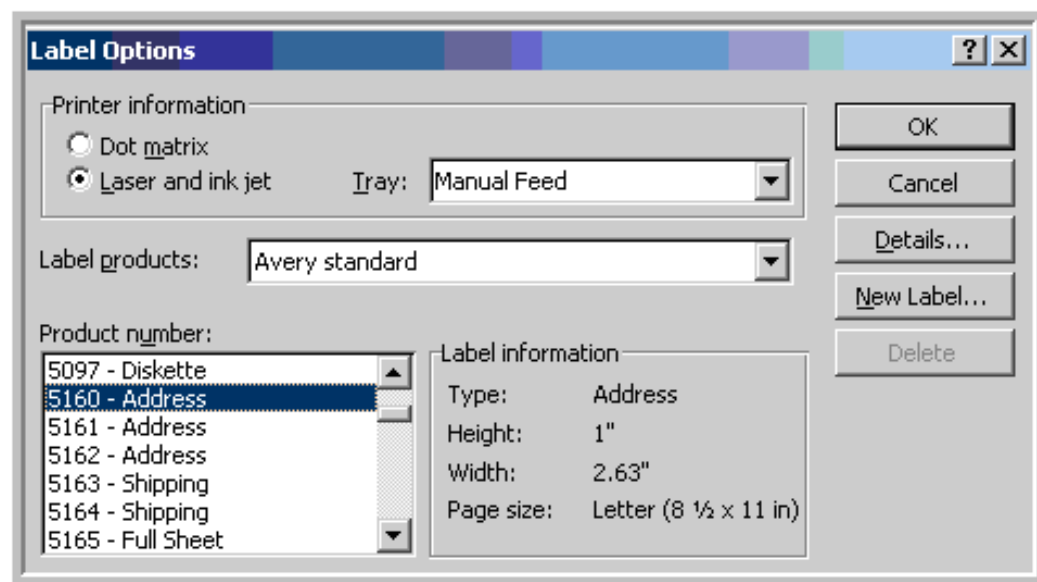 Label Options
Printer information
Dot matrix
Laser and ink jet Tray: Manual Feed
Label products: Avery standard
Product number:
5097 - Diskette
5160 - Address
5161 - Address
5162 - Address
5163 - Shipping
5164 - Shipping
5165 - Full Sheet
Label information
Type: Address
Height: 1"
Width: 2.63"
Page size: Letter (8 ½ x 11 in)
OK
Cancel
Details...
New Label...
Delete